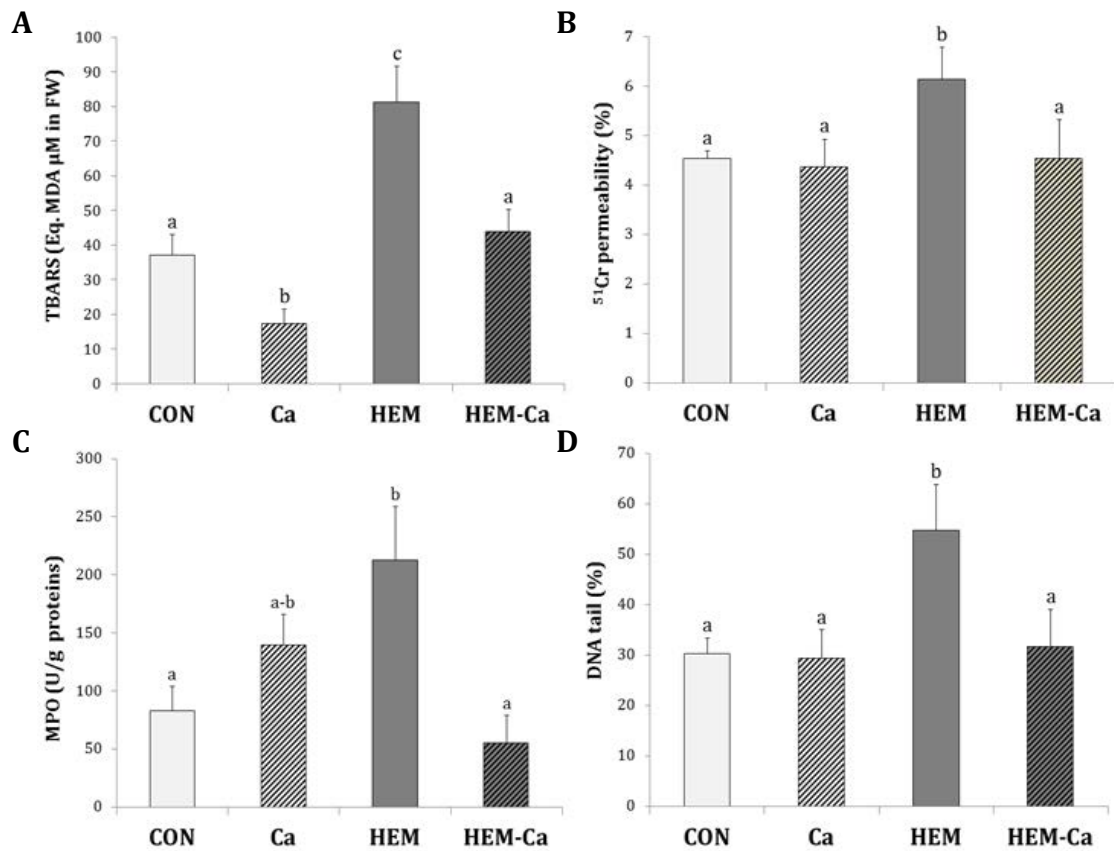 A
TBARS (Eq. MDA µM in FW)
100
90
80
70
60
50
40
30
20
10
0
a
b
c
a
CON Ca HEM HEM-Ca
B
⁵¹Cr permeability (%)
7
6
5
4
3
2
1
0
a
a
b
a
CON Ca HEM HEM-Ca
C
MPO (U/g proteins)
300
250
200
150
100
50
0
a
a-b
b
a
CON Ca HEM HEM-Ca
D
DNA tail (%)
70
60
50
40
30
20
10
0
a
a
b
a
CON Ca HEM HEM-Ca